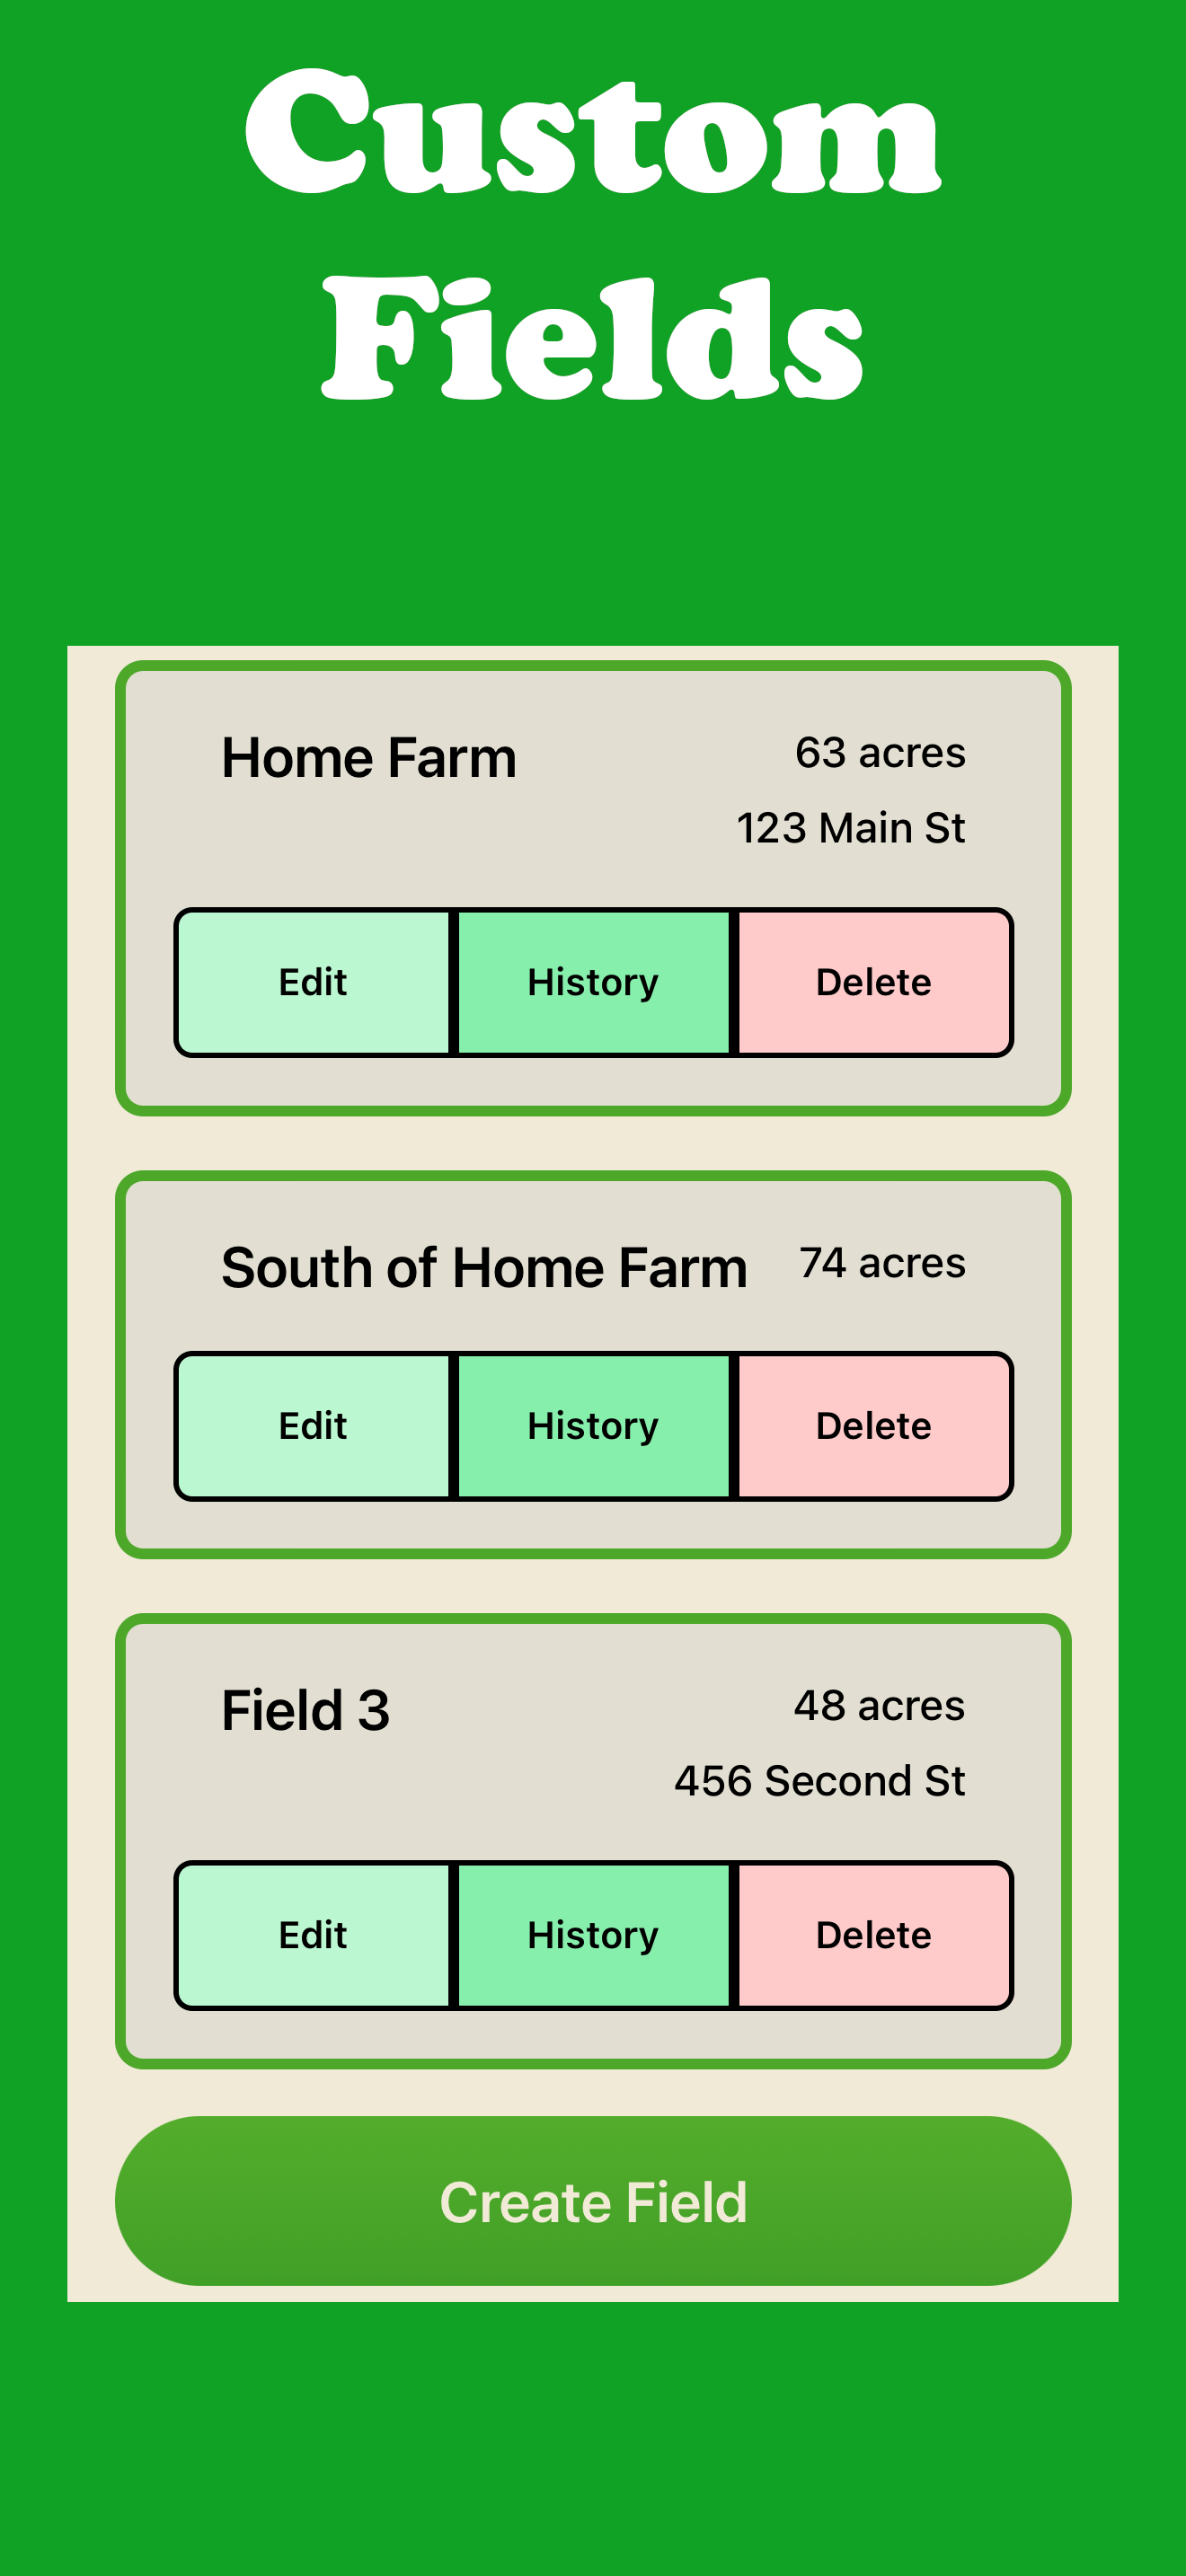 Custom
Fields
Home Farm
63 acres
123 Main St
Edit
History
Delete
South of Home Farm
74 acres
Edit
History
Delete
Field 3
48 acres
456 Second St
Edit
History
Delete
Create Field